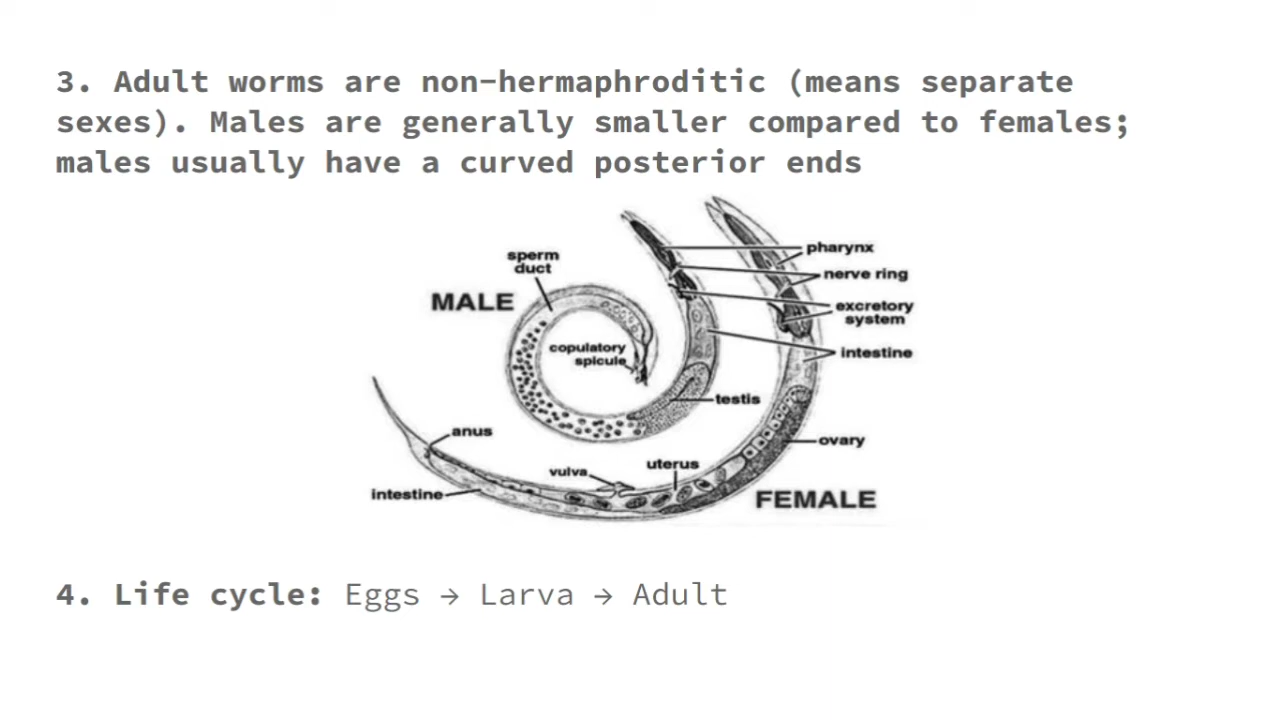 3. Adult worms are non-hermaphroditic (means separate
sexes). Males are generally smaller compared to females;
males usually have a curved posterior ends
pharynx
sperm
duct
nerve ring
MALE
excretory
system
copulatory
spicule
intestine
testis
anus
ovary
vulva
uterus
intestine
FEMALE
4. Life cycle: Eggs → Larva → Adult